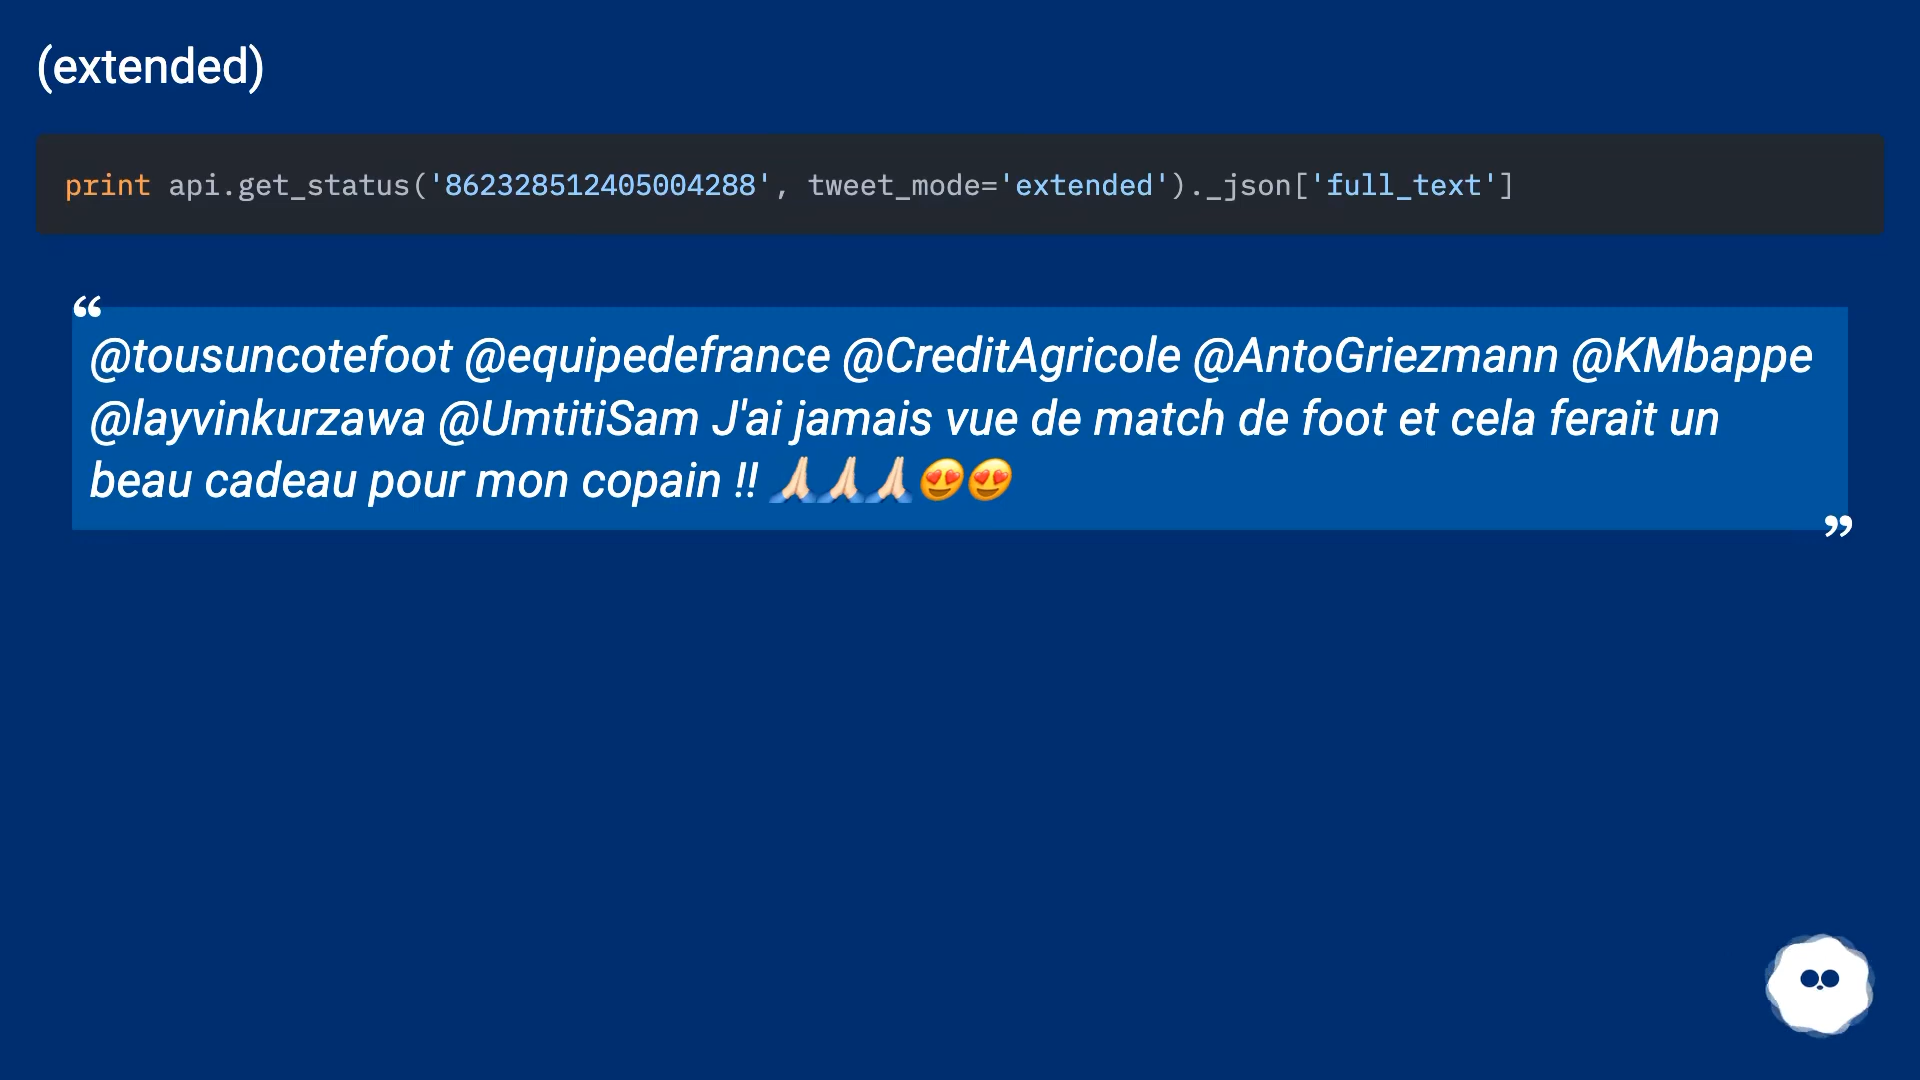 (extended)
print api.get_status('862328512405004288', tweet_mode='extended')._json['full_text']
“
@tousuncotefoot @equipedefrance @CreditAgricole @AntoGriezmann @KMbappe
@layvinkurzawa @UmtitiSam J'ai jamais vue de match de foot et cela ferait un
beau cadeau pour mon copain !! 🙏🏻🙏🏻🙏🏻😍😍
”